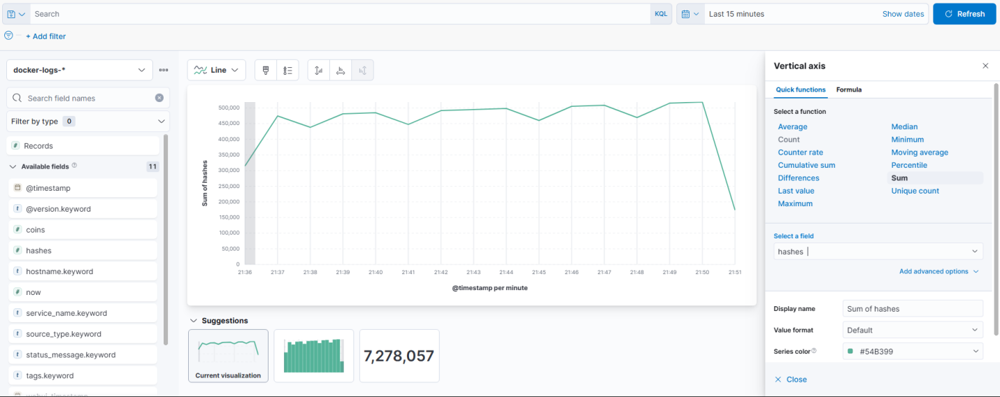 Search
KQL
Last 15 minutes
Show dates
Refresh
+ Add filter
docker-logs-*
Search field names
Filter by type 0
# Records
Available fields 11
@timestamp
t @version.keyword
# coins
# hashes
t hostname.keyword
# now
t service_name.keyword
t source_type.keyword
t status_message.keyword
t tags.keyword
webui_timestamp
Line
500,000
450,000
400,000
350,000
300,000
250,000
200,000
150,000
100,000
50,000
0
Sum of hashes
21:36 21:37 21:38 21:39 21:40 21:41 21:42 21:43 21:44 21:45 21:46 21:47 21:48 21:49 21:50 21:51
@timestamp per minute
Suggestions
Current visualization
7,278,057
Vertical axis
Quick functions Formula
Select a function
Average Median
Count Minimum
Counter rate Moving average
Cumulative sum Percentile
Differences Sum
Last value Unique count
Maximum
Select a field
hashes
Add advanced options
Display name Sum of hashes
Value format Default
Series color #54B399
Close